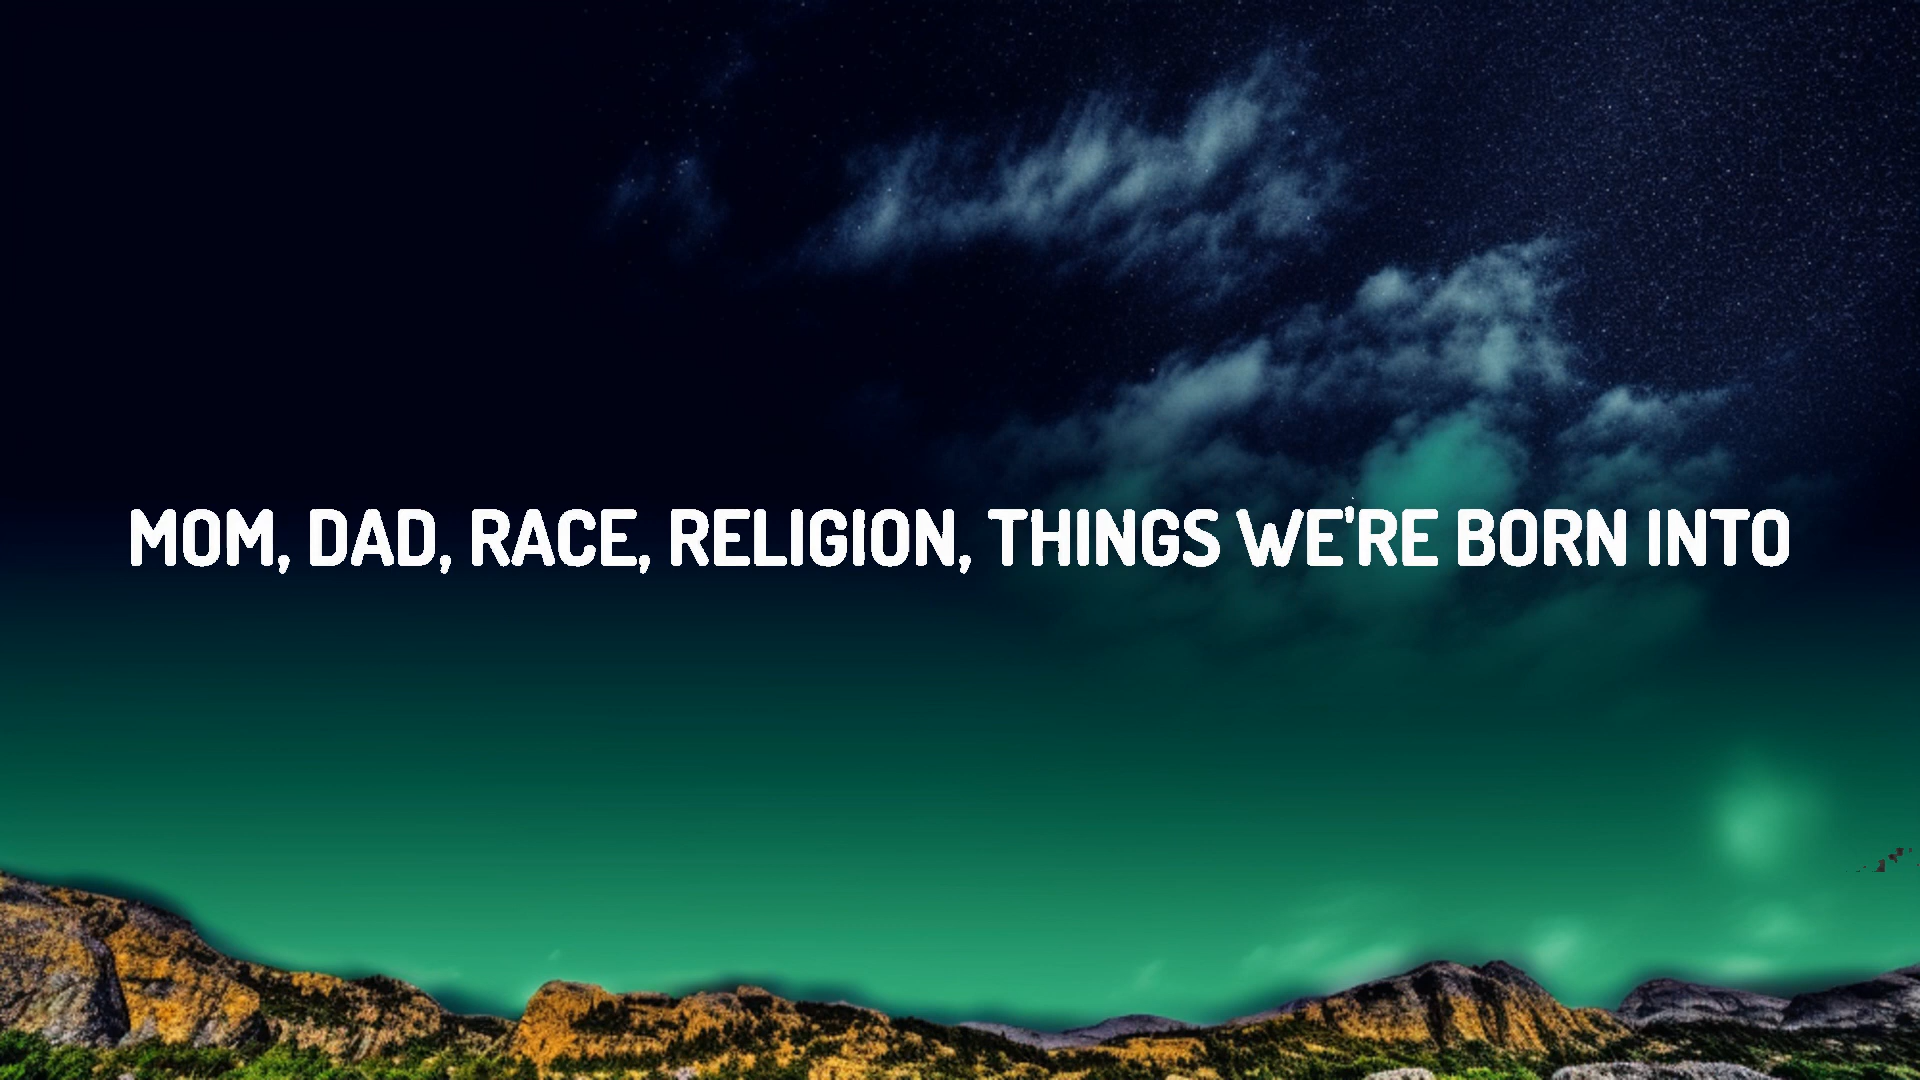 MOM, DAD, RACE, RELIGION, THINGS WE'RE BORN INTO